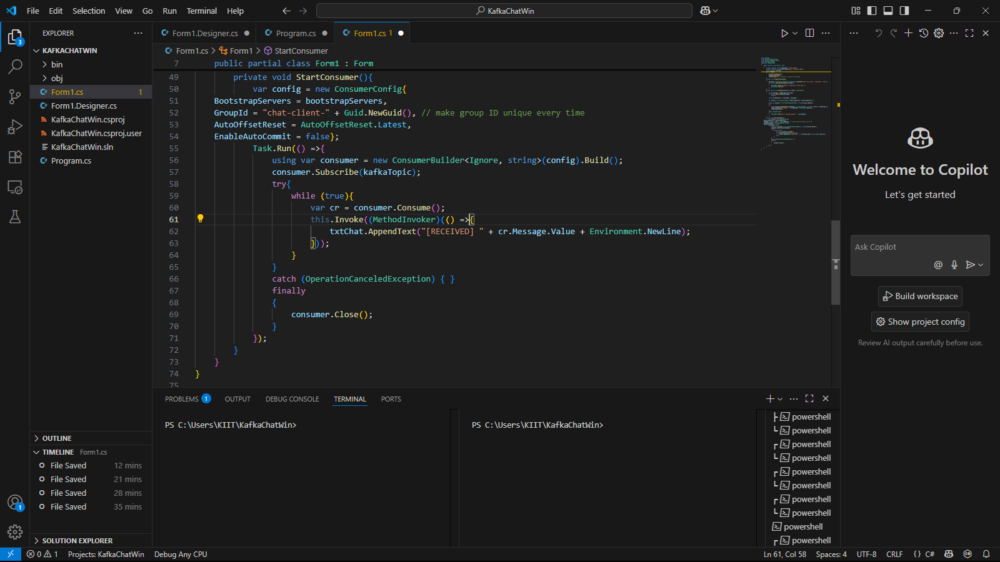 File Edit Selection View Go Run Terminal Help
KafkaChatWin
EXPLORER
KAFKACHATWIN
bin
obj
Form1.cs 1
Form1.Designer.cs
KafkaChatWin.csproj
KafkaChatWin.csproj.user
KafkaChatWin.sln
Program.cs
OUTLINE
TIMELINE Form1.cs
File Saved 12 mins
File Saved 21 mins
File Saved 28 mins
File Saved 35 mins
SOLUTION EXPLORER
3
1
Form1.Designer.cs Program.cs Form1.cs 1
Form1.cs > Form1 > StartConsumer
7 public partial class Form1 : Form
49 private void StartConsumer(){
50 var config = new ConsumerConfig{
51 BootstrapServers = bootstrapServers,
52 GroupId = "chat-client-" + Guid.NewGuid(), // make group ID unique every time
53 AutoOffsetReset = AutoOffsetReset.Latest,
54 EnableAutoCommit = false};
55 Task.Run(() =>{
56 using var consumer = new ConsumerBuilder<Ignore, string>(config).Build();
57 consumer.Subscribe(kafkaTopic);
58 try{
59 while (true){
60 var cr = consumer.Consume();
61 this.Invoke((MethodInvoker)(() =>{
62 txtChat.AppendText("[RECEIVED] " + cr.Message.Value + Environment.NewLine);
63 }));
64 }
65 }
66 catch (OperationCanceledException) { }
67 finally
68 {
69 consumer.Close();
70 }
71 });
72 }
73 }
74 }
75
PROBLEMS 1 OUTPUT DEBUG CONSOLE TERMINAL PORTS
PS C:\Users\KIIT\KafkaChatWin>
PS C:\Users\KIIT\KafkaChatWin>
powershell
powershell
powershell
powershell
powershell
powershell
powershell
powershell
powershell
powershell
Welcome to Copilot
Let's get started
Ask Copilot
@
Build workspace
Show project config
Review AI output carefully before use.
0 1 Projects: KafkaChatWin Debug Any CPU
Ln 61, Col 58 Spaces: 4 UTF-8 CRLF {} C#